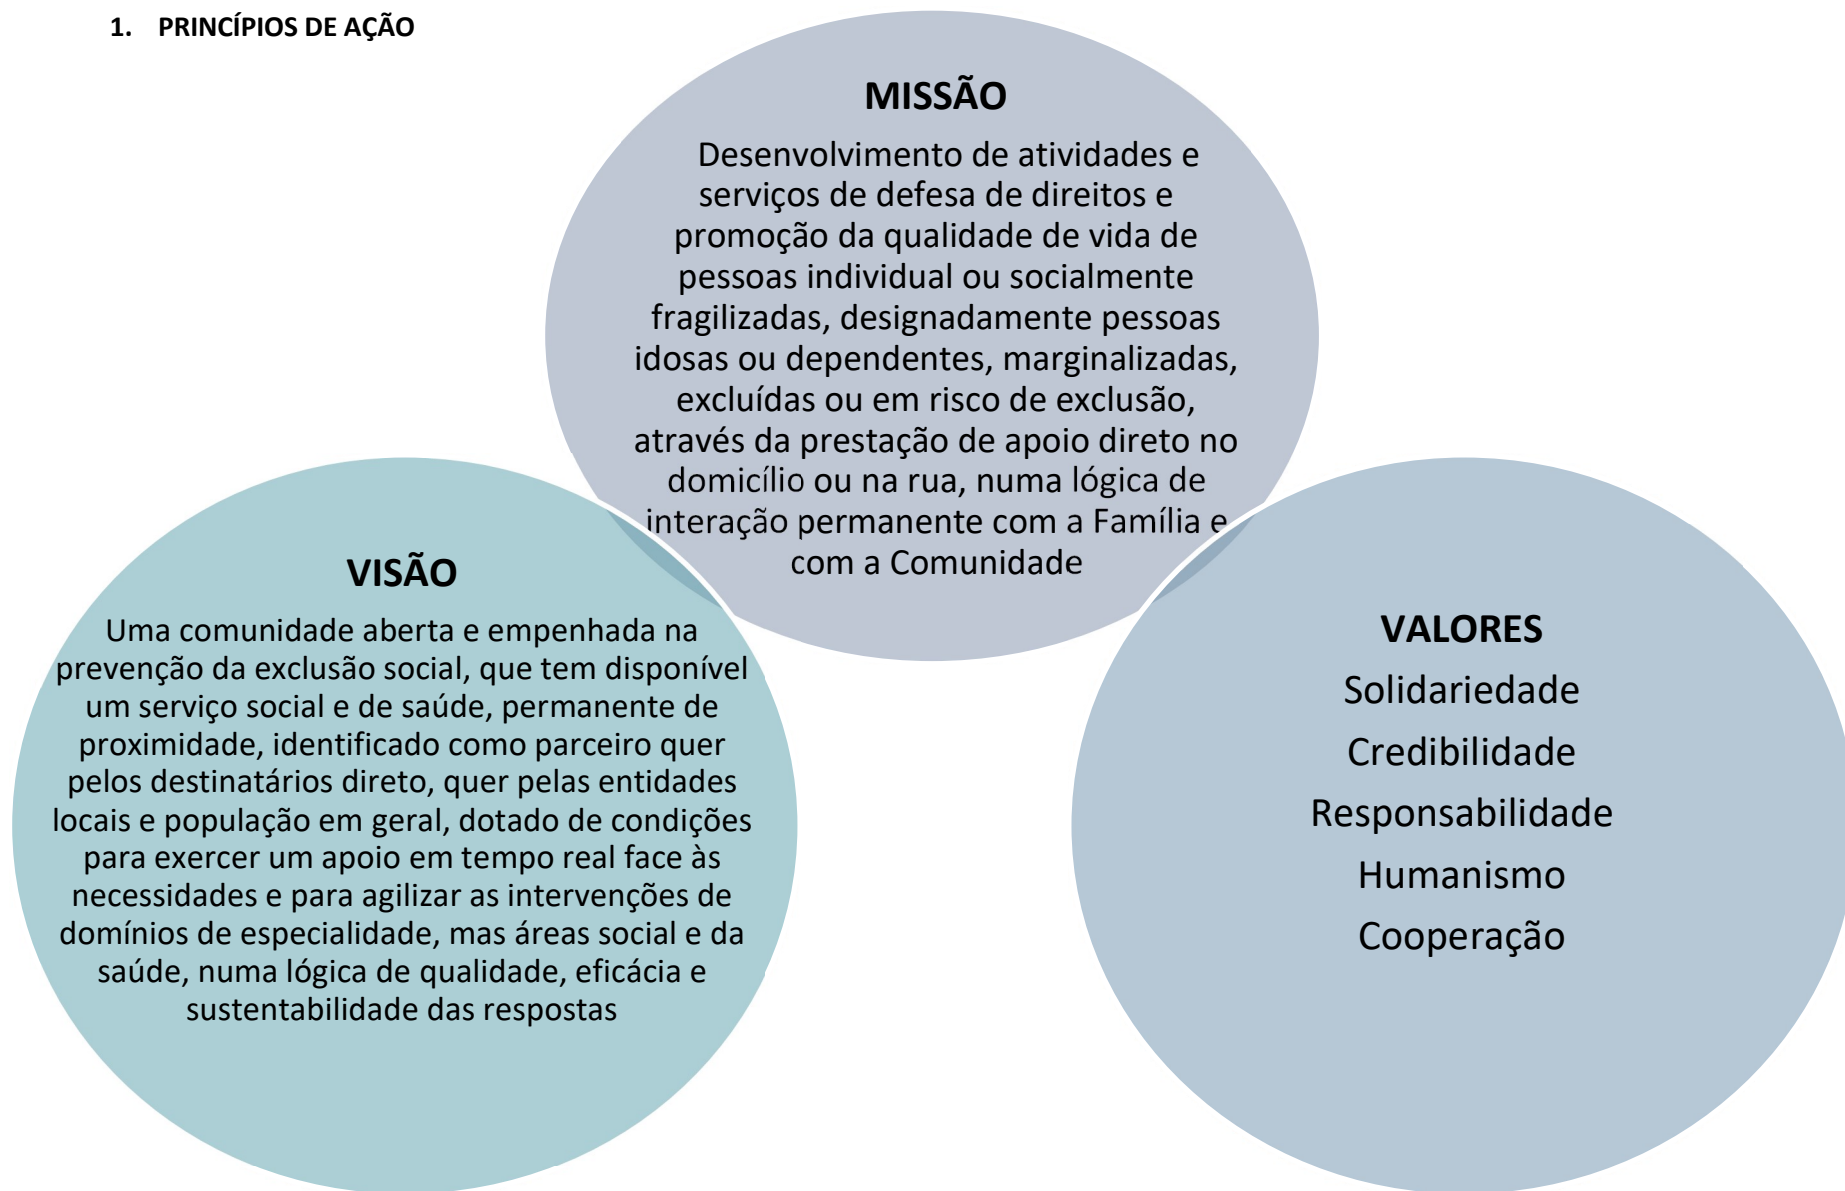 1. PRINCÍPIOS DE AÇÃO
MISSÃO
Desenvolvimento de atividades e
serviços de defesa de direitos e
promoção da qualidade de vida de
pessoas individual ou socialmente
fragilizadas, designadamente pessoas
idosas ou dependentes, marginalizadas,
excluídas ou em risco de exclusão,
através da prestação de apoio direto no
domicílio ou na rua, numa lógica de
interação permanente com a Família e
com a Comunidade
VISÃO
Uma comunidade aberta e empenhada na
prevenção da exclusão social, que tem disponível
um serviço social e de saúde, permanente de
proximidade, identificado como parceiro quer
pelos destinatários direto, quer pelas entidades
locais e população em geral, dotado de condições
para exercer um apoio em tempo real face às
necessidades e para agilizar as intervenções de
domínios de especialidade, mas áreas social e da
saúde, numa lógica de qualidade, eficácia e
sustentabilidade das respostas
VALORES
Solidariedade
Credibilidade
Responsabilidade
Humanismo
Cooperação